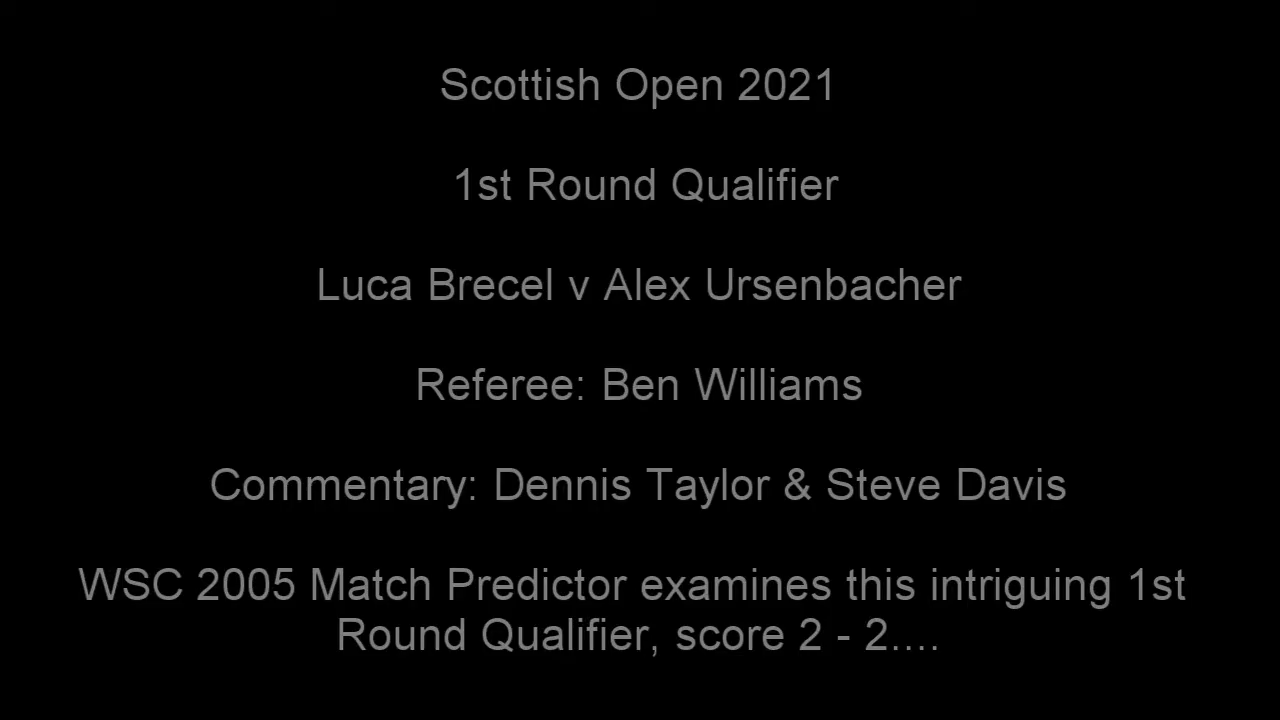 Scottish Open 2021
1st Round Qualifier
Luca Brecel v Alex Ursenbacher
Referee: Ben Williams
Commentary: Dennis Taylor & Steve Davis
WSC 2005 Match Predictor examines this intriguing 1st
Round Qualifier, score 2 - 2....